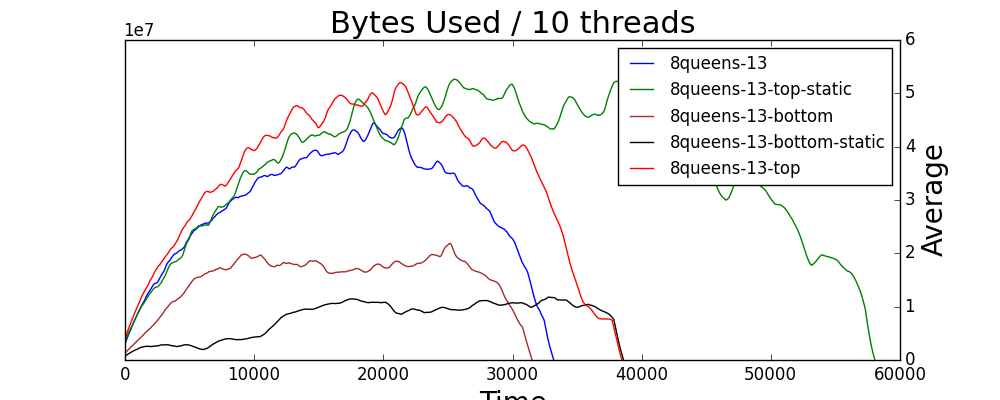 Bytes Used / 10 threads
1e7
6
5
4
3
2
1
0
Average
8queens-13
8queens-13-top-static
8queens-13-bottom
8queens-13-bottom-static
8queens-13-top
0 10000 20000 30000 40000 50000 60000
Time